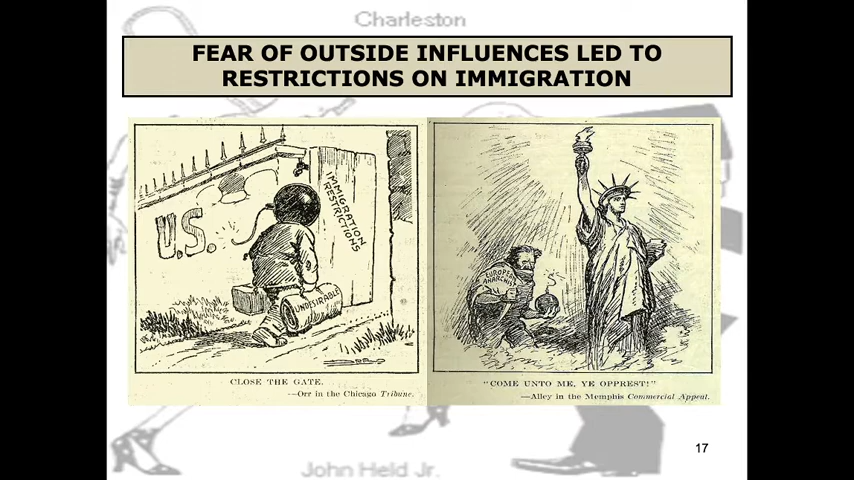 Charleston
FEAR OF OUTSIDE INFLUENCES LED TO
RESTRICTIONS ON IMMIGRATION
U.S.
IMMIGRATION
RESTRICTIONS
UNDESIRABLE
ORR
CLOSE THE GATE.
—Orr in the Chicago Tribune.
EUROPEAN
ANARCHIST
"COME UNTO ME, YE OPPREST!"
—Alley in the Memphis Commercial Appeal.
17
John Held Jr.